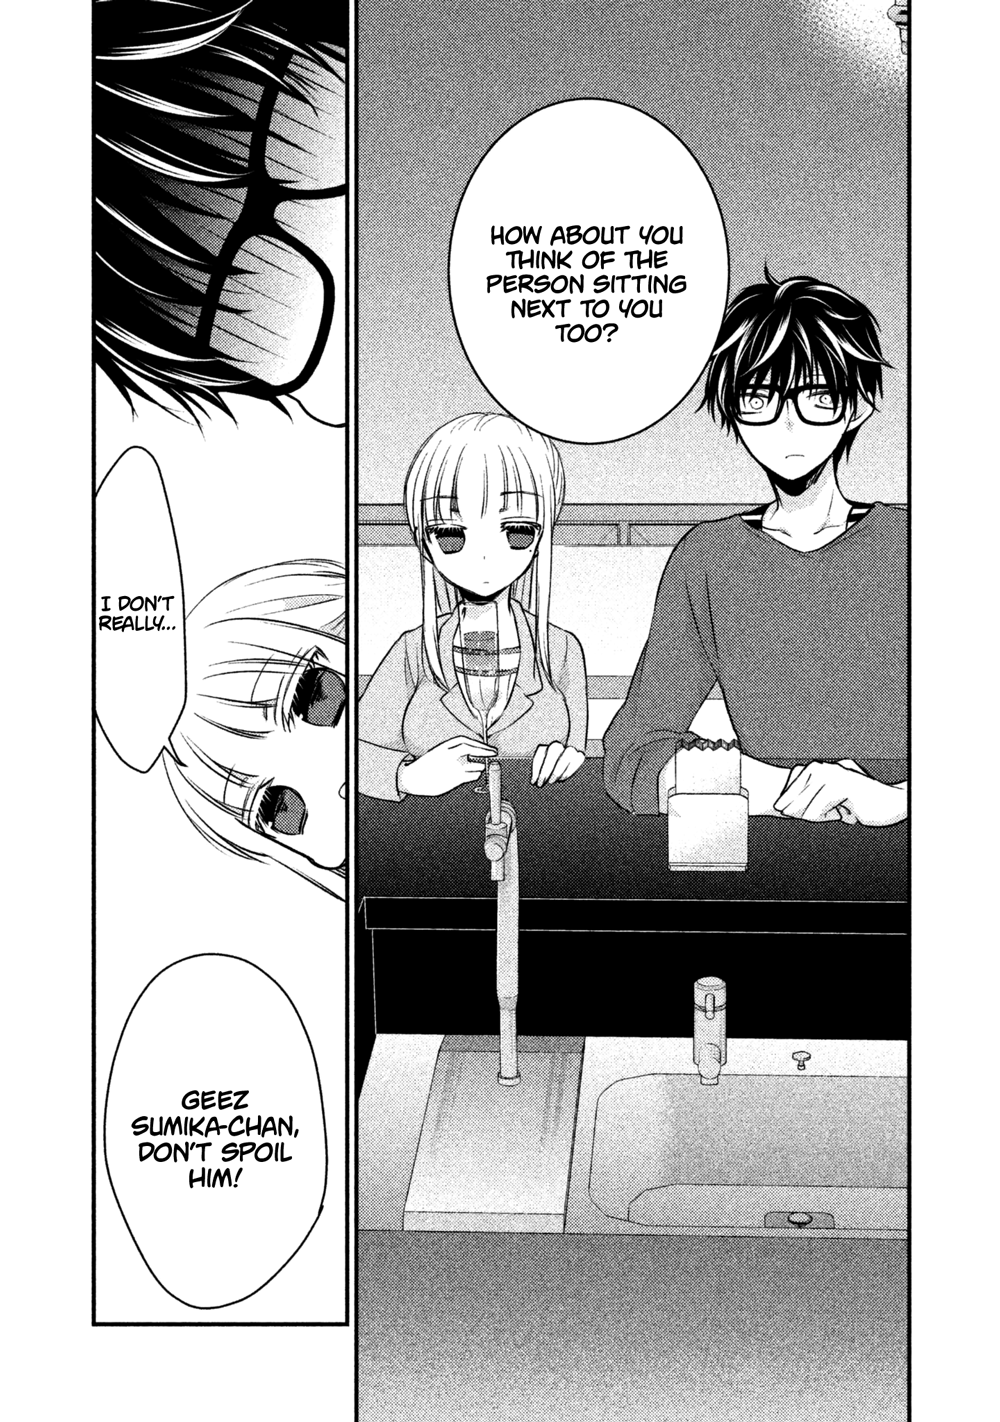 HOW ABOUT YOU
THINK OF THE
PERSON SITTING
NEXT TO YOU
TOO?
I DON'T
REALLY...
GEEZ
SUMIKA-CHAN,
DON'T SPOIL
HIM!